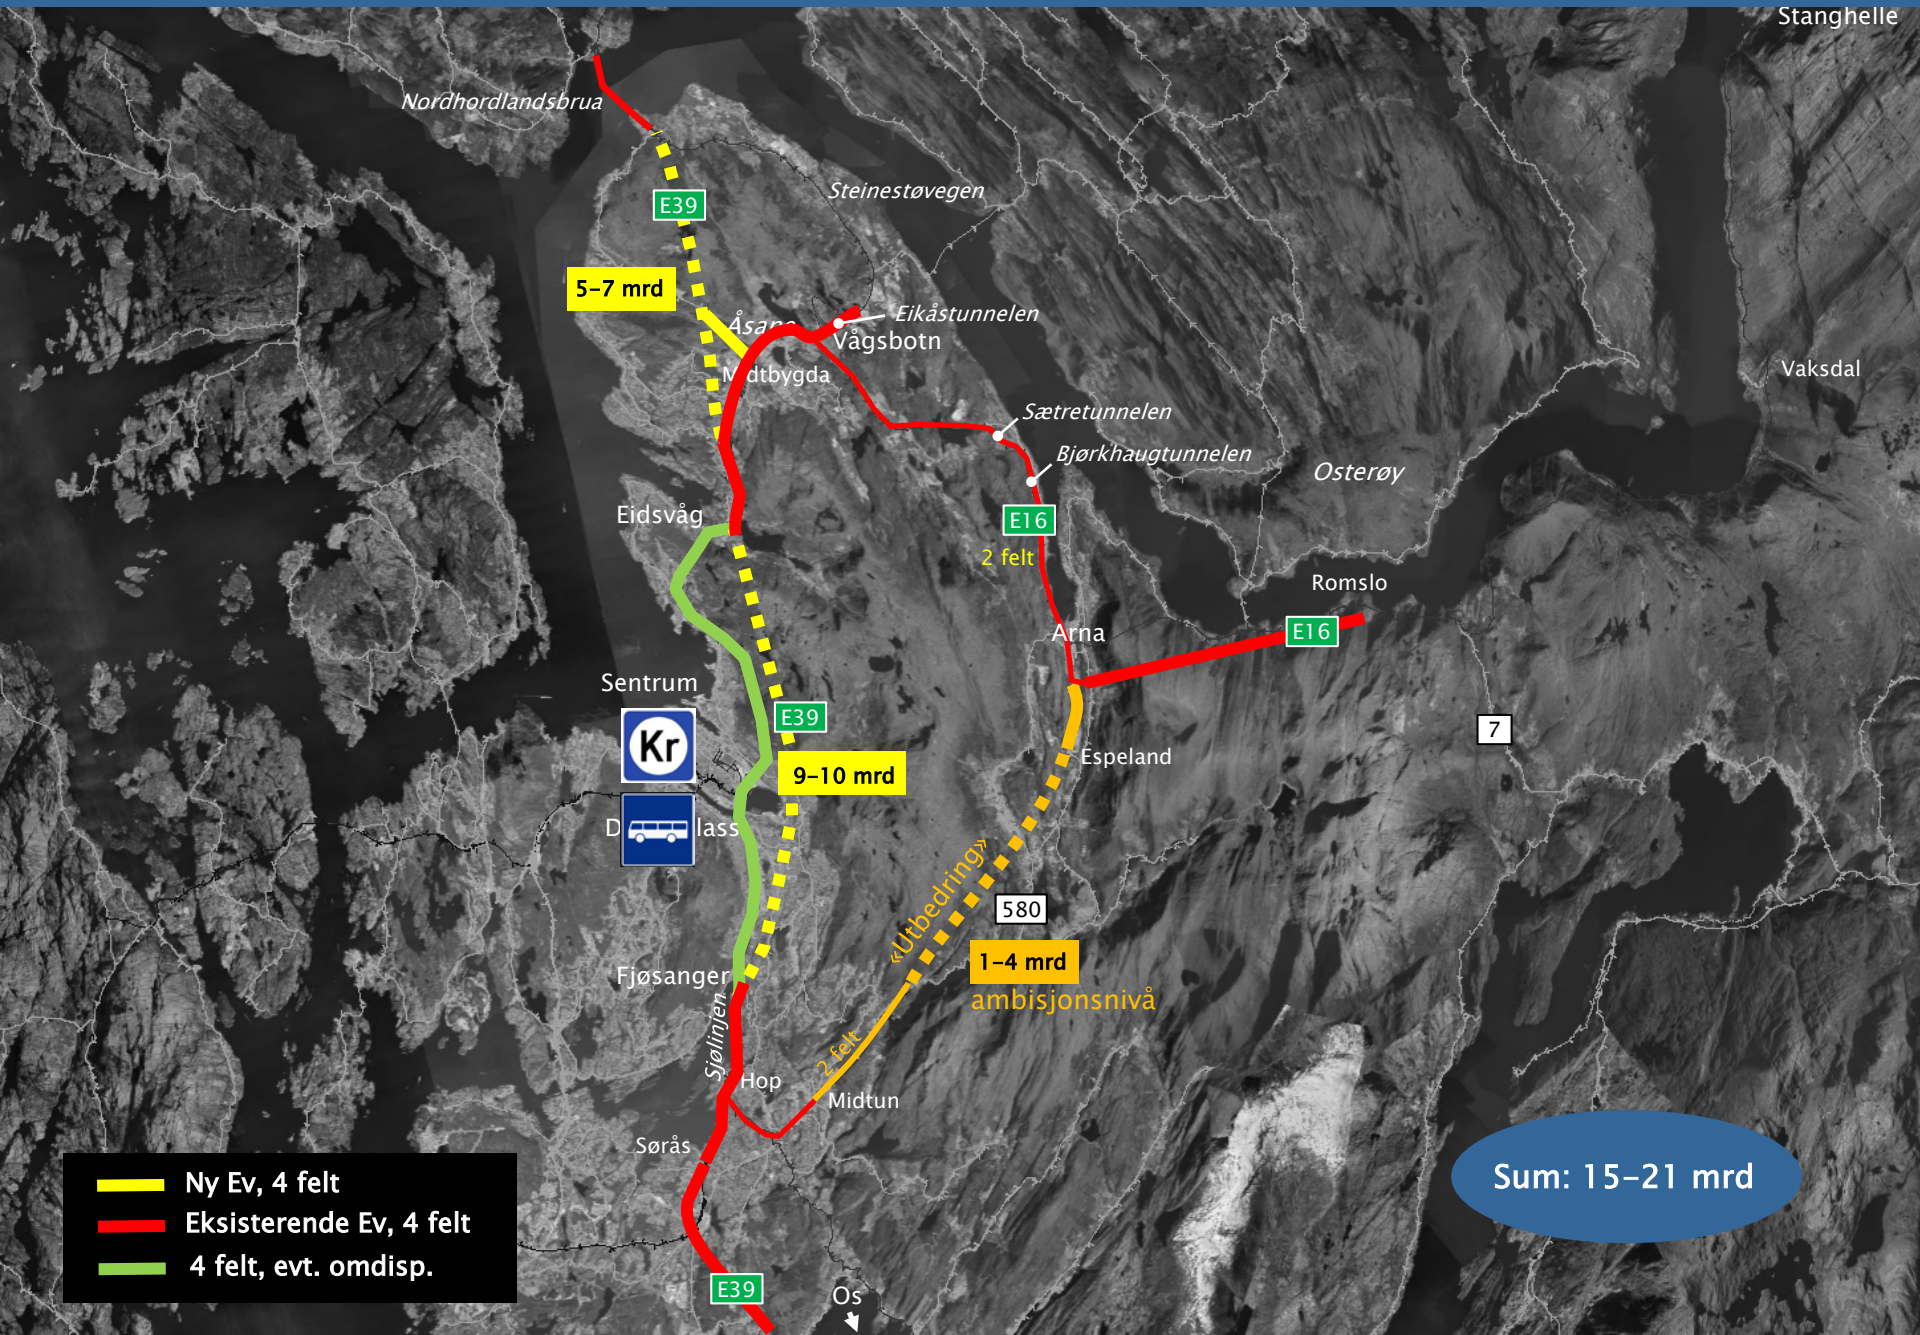 Stanghelle
Nordhordlandsbrua
Steinestøvegen
E39
5-7 mrd
Åsane
Eikåstunnelen
Vågsbotn
Midtbygda
Vaksdal
Sætretunnelen
Bjørkhaugtunnelen
Osterøy
Eidsvåg
E16
2 felt
Romslo
E16
Arna
Sentrum
E39
7
Kr
Espeland
9-10 mrd
«Utbedring»
580
1-4 mrd
ambisjonsnivå
Fjøsanger
Sjølinjen
2 felt
Hop
Midtun
Sørås
Ny Ev, 4 felt
Eksisterende Ev, 4 felt
4 felt, evt. omdisp.
Sum: 15-21 mrd
E39
Os